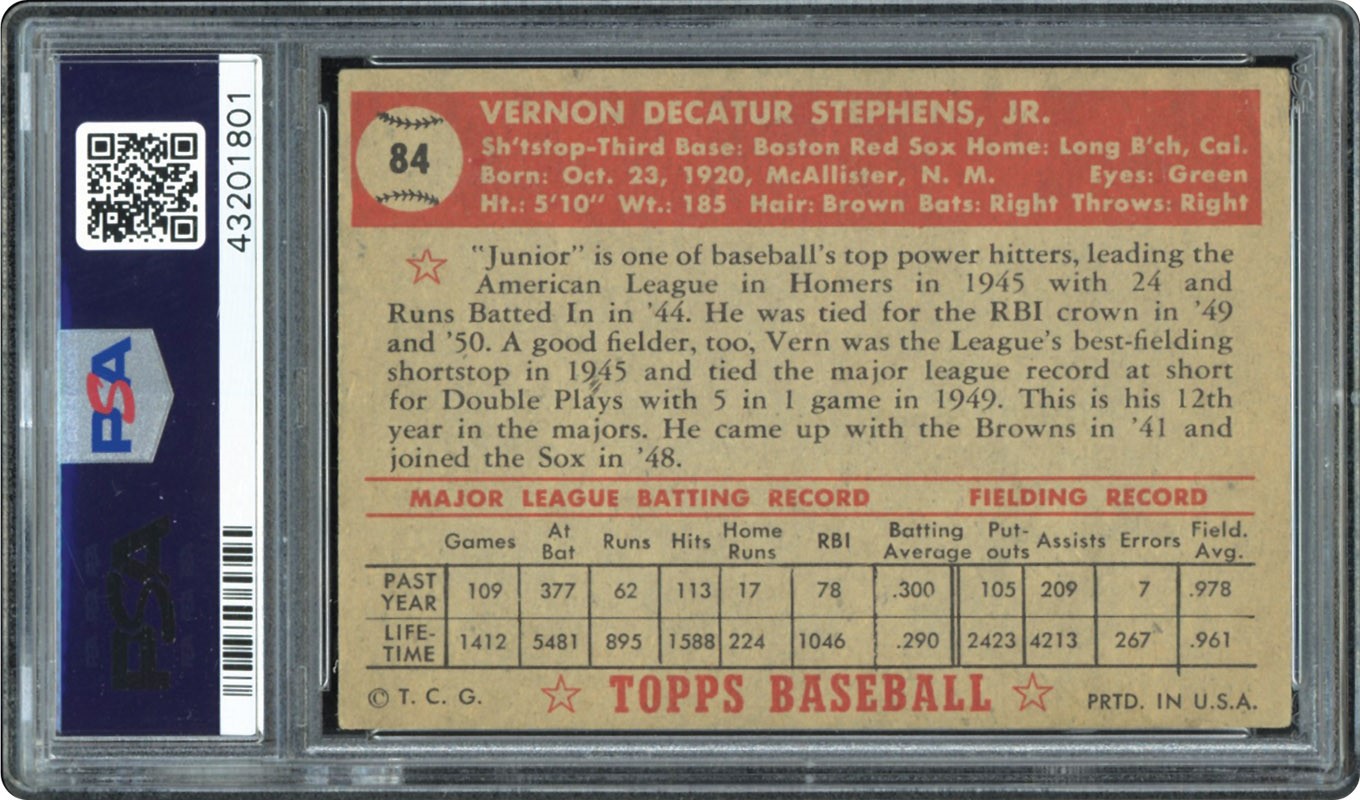 43201801
PSA
PSA
84
VERNON DECATUR STEPHENS, JR.
Sh'tstop-Third Base: Boston Red Sox Home: Long B'ch, Cal.
Born: Oct. 23, 1920, McAllister, N. M. Eyes: Green
Ht.: 5'10" Wt.: 185 Hair: Brown Bats: Right Throws: Right
"Junior" is one of baseball's top power hitters, leading the
American League in Homers in 1945 with 24 and
Runs Batted In in '44. He was tied for the RBI crown in '49
and '50. A good fielder, too, Vern was the League's best-fielding
shortstop in 1945 and tied the major league record at short
for Double Plays with 5 in 1 game in 1949. This is his 12th
year in the majors. He came up with the Browns in '41 and
joined the Sox in '48.
MAJOR LEAGUE BATTING RECORD FIELDING RECORD
Games At Bat Runs Hits Home Runs RBI Batting Average Put-outs Assists Errors Field. Avg.
PAST YEAR 109 377 62 113 17 78 .300 105 209 7 .978
LIFE-TIME 1412 5481 895 1588 224 1046 .290 2423 4213 267 .961
© T. C. G. TOPPS BASEBALL PRTD. IN U.S.A.